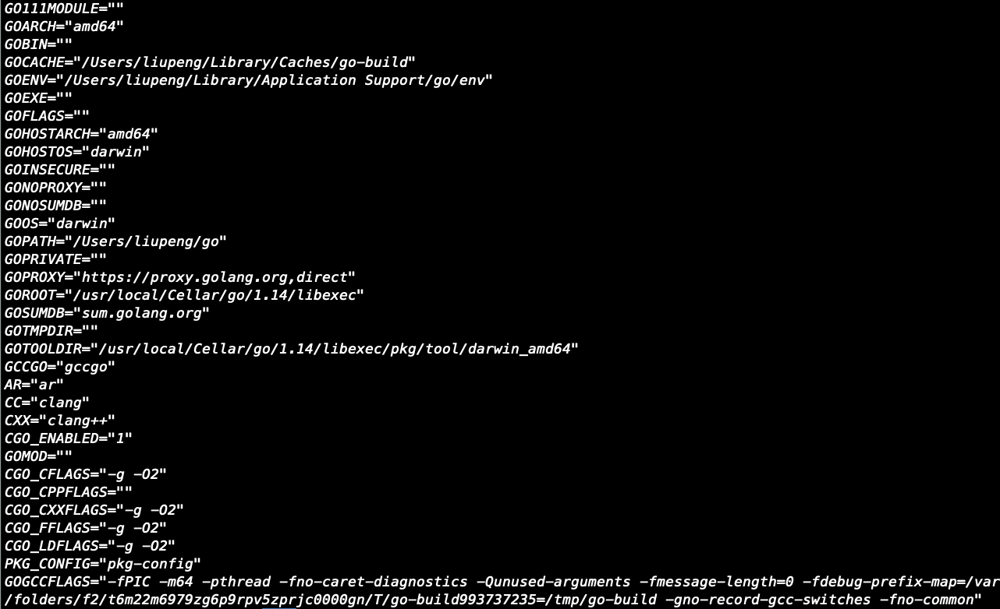 GO111MODULE=""
GOARCH="amd64"
GOBIN=""
GOCACHE="/Users/liupeng/Library/Caches/go-build"
GOENV="/Users/liupeng/Library/Application Support/go/env"
GOEXE=""
GOFLAGS=""
GOHOSTARCH="amd64"
GOHOSTOS="darwin"
GOINSECURE=""
GONOPROXY=""
GONOSUMDB=""
GOOS="darwin"
GOPATH="/Users/liupeng/go"
GOPRIVATE=""
GOPROXY="https://proxy.golang.org,direct"
GOROOT="/usr/local/Cellar/go/1.14/libexec"
GOSUMDB="sum.golang.org"
GOTMPDIR=""
GOTOOLDIR="/usr/local/Cellar/go/1.14/libexec/pkg/tool/darwin_amd64"
GCCGO="gccgo"
AR="ar"
CC="clang"
CXX="clang++"
CGO_ENABLED="1"
GOMOD=""
CGO_CFLAGS="-g -O2"
CGO_CPPFLAGS=""
CGO_CXXFLAGS="-g -O2"
CGO_FFLAGS="-g -O2"
CGO_LDFLAGS="-g -O2"
PKG_CONFIG="pkg-config"
GOGCCFLAGS="-fPIC -m64 -pthread -fno-caret-diagnostics -Qunused-arguments -fmessage-length=0 -fdebug-prefix-map=/var
/folders/f2/t6m22m6979zg6p9rpv5zprjc0000gn/T/go-build993737235=/tmp/go-build -gno-record-gcc-switches -fno-common"